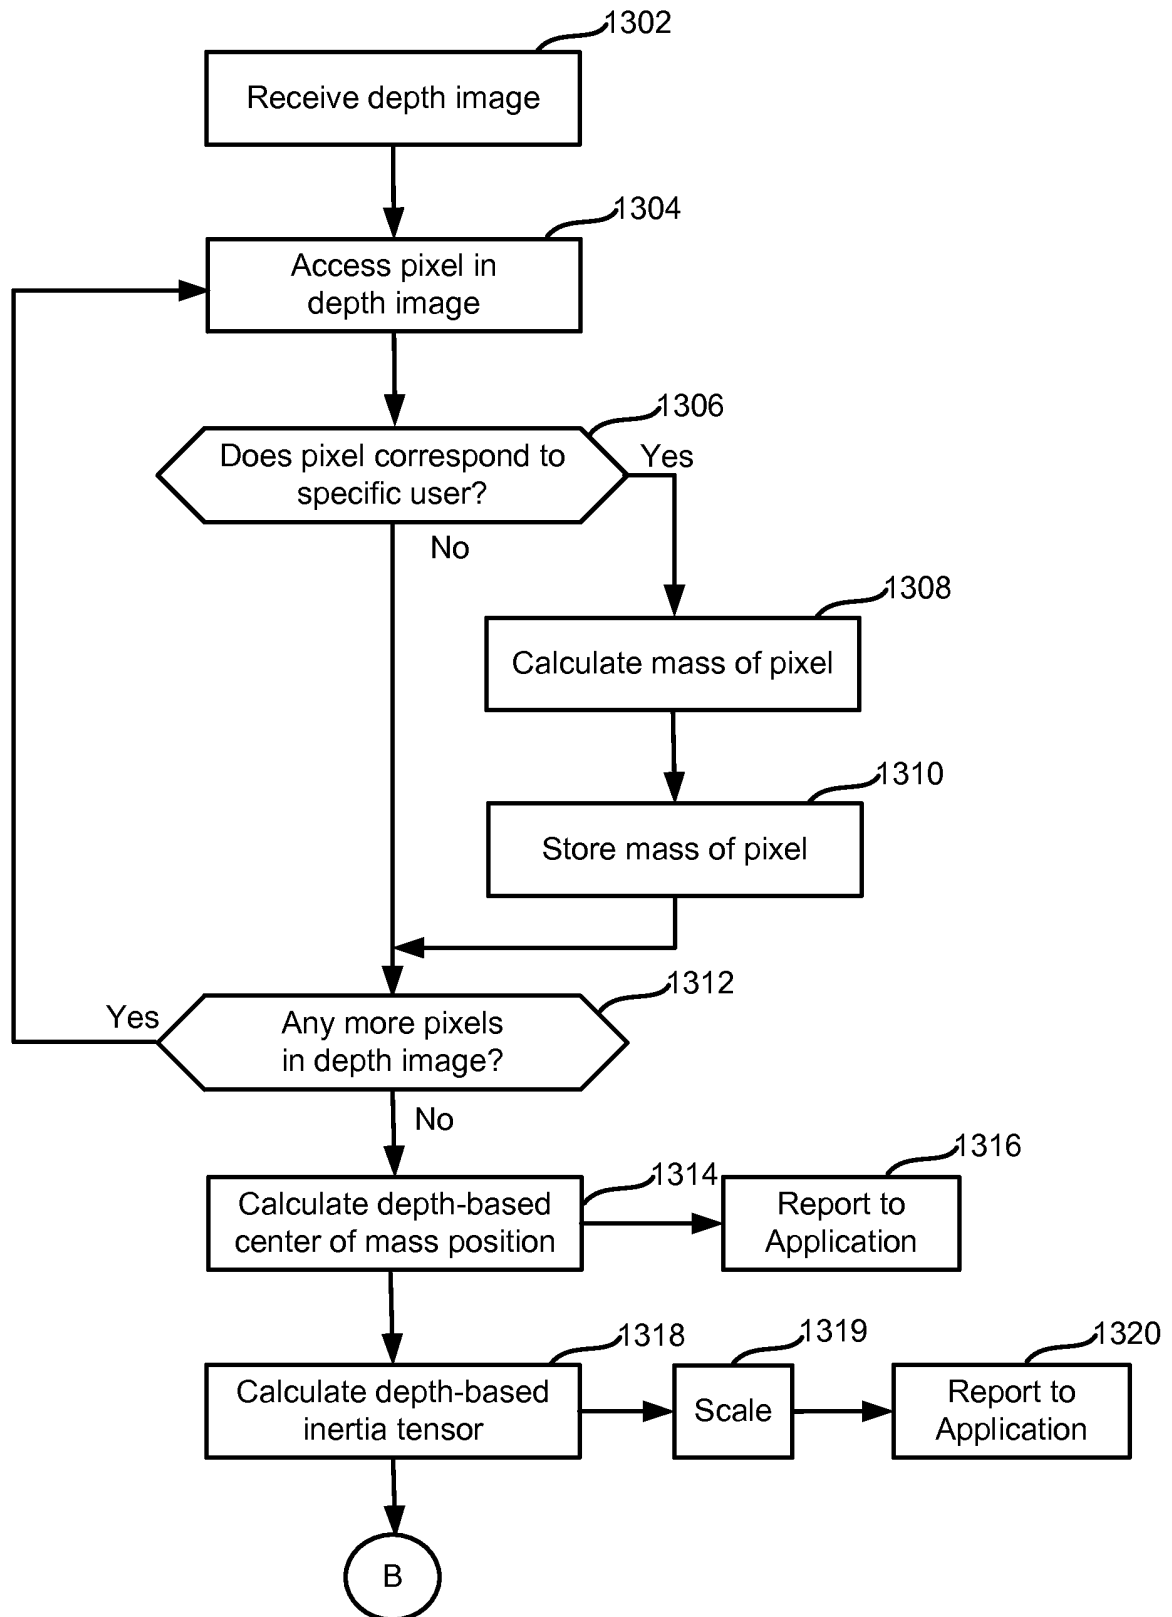 1302
Receive depth image
1304
Access pixel in
depth image
1306
Does pixel correspond to
specific user?
Yes
No
1308
Calculate mass of pixel
1310
Store mass of pixel
1312
Any more pixels
in depth image?
Yes
No
1314
Calculate depth-based
center of mass position
1316
Report to
Application
1318
Calculate depth-based
inertia tensor
1319
Scale
1320
Report to
Application
B